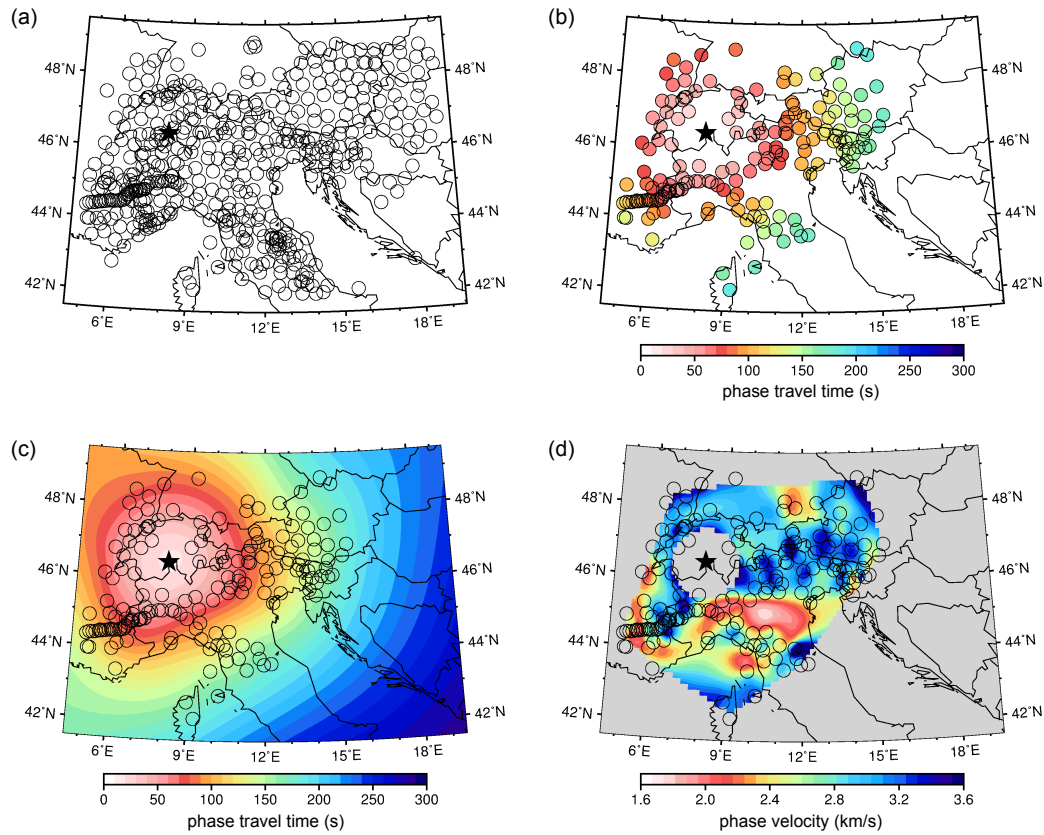 (a)
48˚N
46˚N
44˚N
42˚N
48˚N
46˚N
44˚N
42˚N
6˚E 9˚E 12˚E 15˚E 18˚E
(b)
48˚N
46˚N
44˚N
42˚N
48˚N
46˚N
44˚N
42˚N
6˚E 9˚E 12˚E 15˚E 18˚E
0 50 100 150 200 250 300
phase travel time (s)
(c)
48˚N
46˚N
44˚N
42˚N
48˚N
46˚N
44˚N
42˚N
6˚E 9˚E 12˚E 15˚E 18˚E
0 50 100 150 200 250 300
phase travel time (s)
(d)
48˚N
46˚N
44˚N
42˚N
48˚N
46˚N
44˚N
42˚N
6˚E 9˚E 12˚E 15˚E 18˚E
1.6 2.0 2.4 2.8 3.2 3.6
phase velocity (km/s)